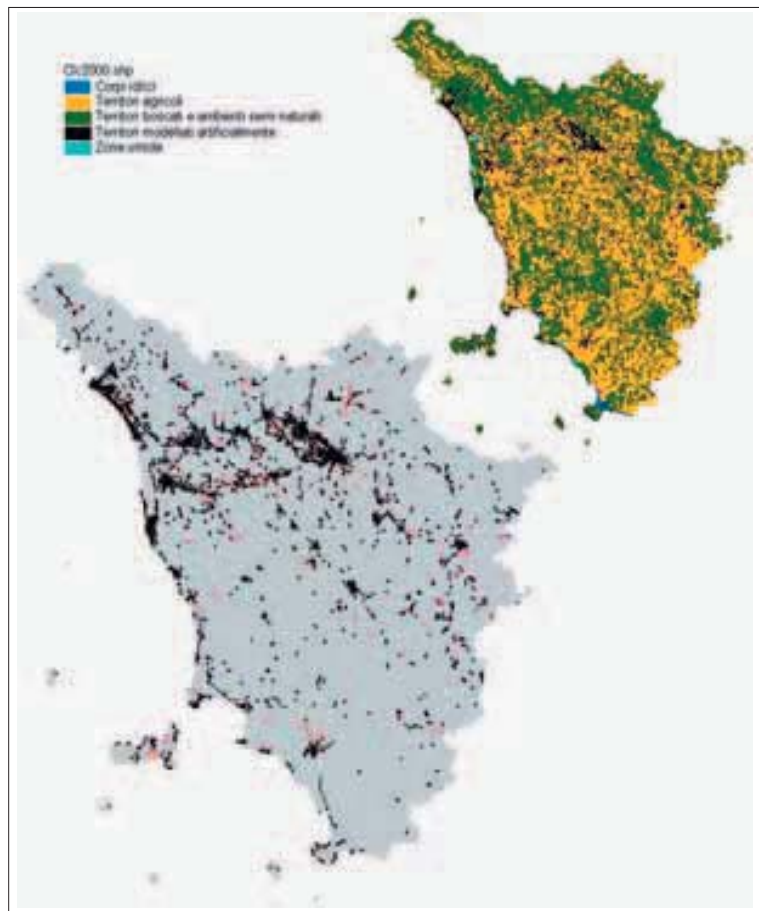 Clc2000.shp
Corpi idrici
Territori agricoli
Territori boscati e ambienti semi naturali
Territori modellati artificialmente
Zone umide